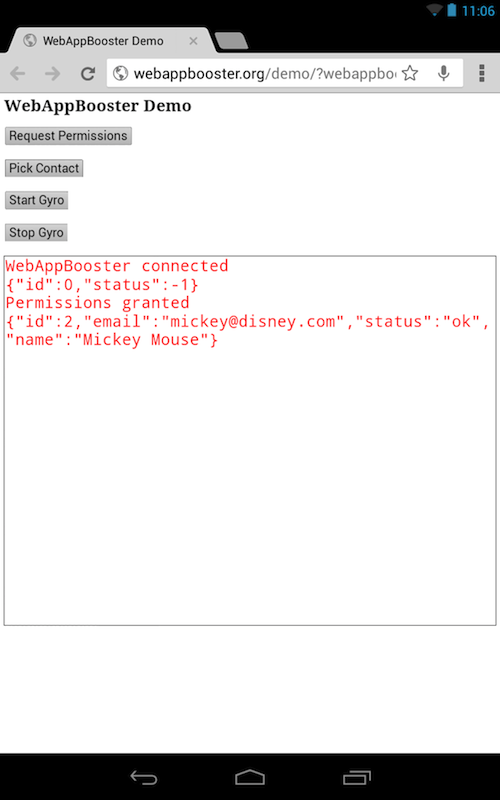 11:06
WebAppBooster Demo
webappbooster.org/demo/?webappbo
WebAppBooster Demo
Request Permissions
Pick Contact
Start Gyro
Stop Gyro
WebAppBooster connected
{"id":0,"status":-1}
Permissions granted
{"id":2,"email":"mickey@disney.com","status":"ok",
"name":"Mickey Mouse"}